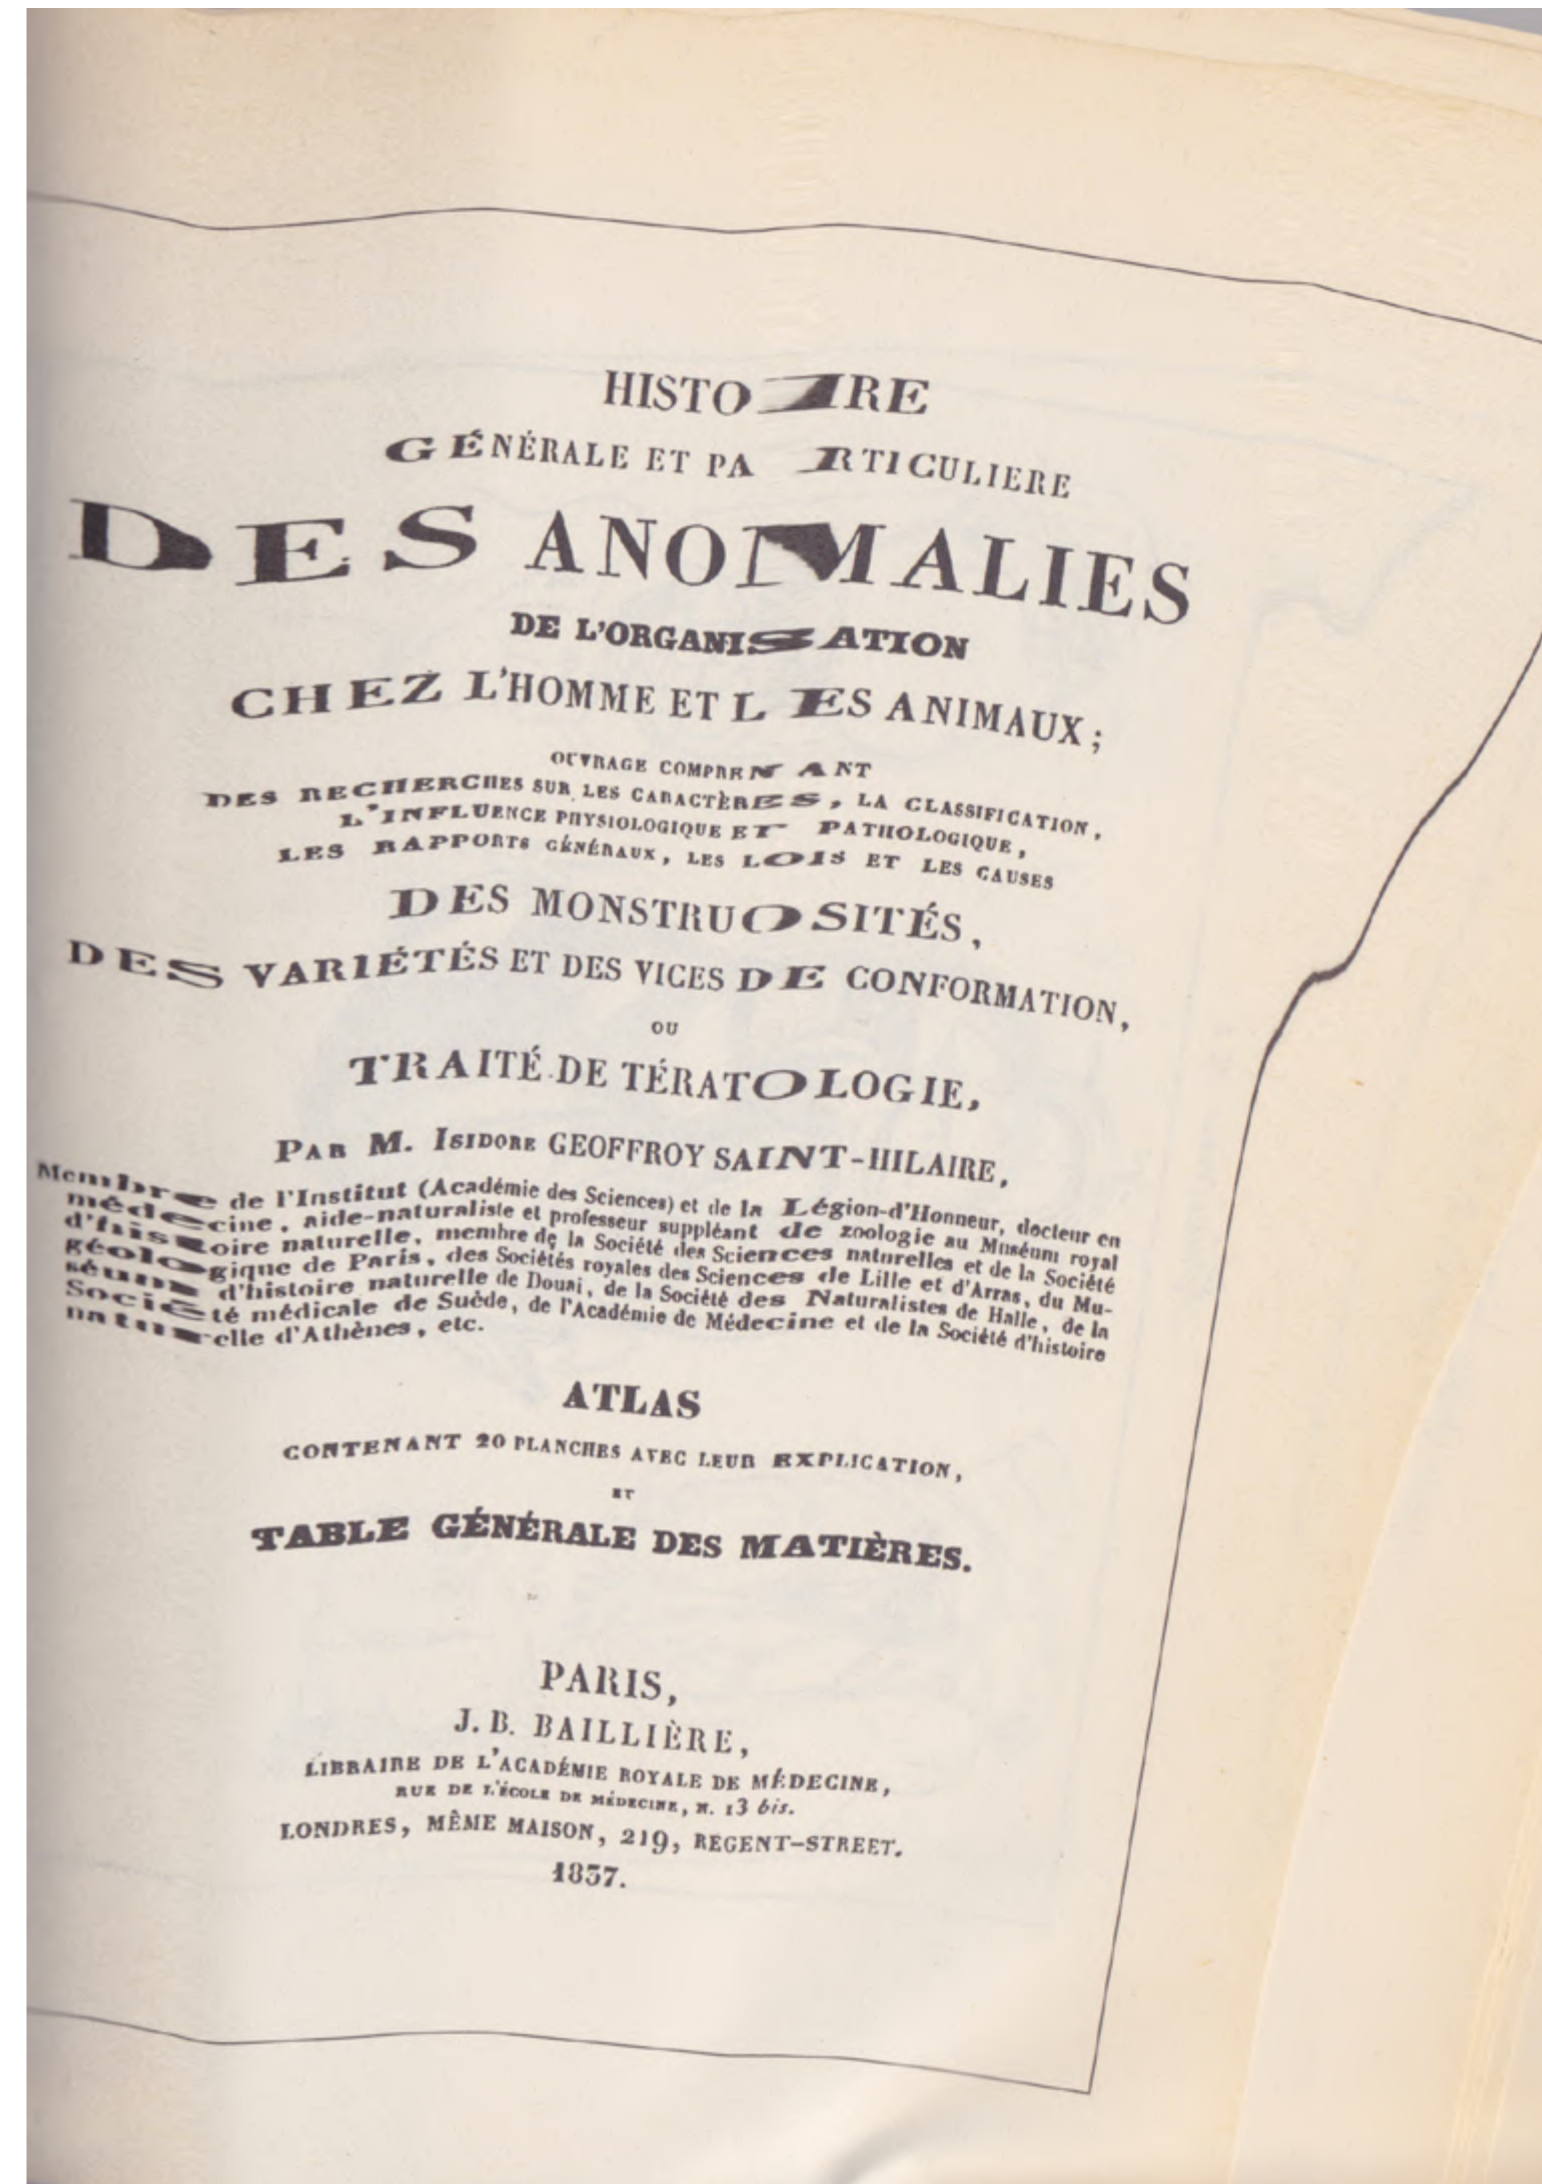 HISTOIRE
GÉNÉRALE ET PARTICULIERE
DES ANOMALIES
DE L'ORGANISATION
CHEZ L'HOMME ET LES ANIMAUX;
OUVRAGE COMPRENANT
DES RECHERCHES SUR LES CARACTÈRES, LA CLASSIFICATION,
L'INFLUENCE PHYSIOLOGIQUE ET PATHOLOGIQUE,
LES RAPPORTS GÉNÉRAUX, LES LOIS ET LES CAUSES
DES MONSTRUOSITÉS,
DES VARIÉTÉS ET DES VICES DE CONFORMATION,
OU
TRAITÉ DE TÉRATOLOGIE,
PAR M. ISIDORE GEOFFROY SAINT-HILAIRE,
Membre de l'Institut (Académie des Sciences) et de la Légion-d'Honneur, docteur en
médecine, aide-naturaliste et professeur suppléant de zoologie au Muséum royal
d'histoire naturelle, membre de la Société des Sciences naturelles et de la Société
géologique de Paris, des Sociétés royales des Sciences de Lille et d'Arras, du Mu-
séum d'histoire naturelle de Douai, de la Société des Naturalistes de Halle, de la
Société médicale de Suède, de l'Académie de Médecine et de la Société d'histoire
naturelle d'Athènes, etc.
ATLAS
CONTENANT 20 PLANCHES AVEC LEUR EXPLICATION,
ET
TABLE GÉNÉRALE DES MATIÈRES.
PARIS,
J. B. BAILLIÈRE,
LIBRAIRE DE L'ACADÉMIE ROYALE DE MÉDECINE,
RUE DE L'ÉCOLE DE MÉDECINE, N. 13 bis.
LONDRES, MÊME MAISON, 219, REGENT-STREET.
1837.